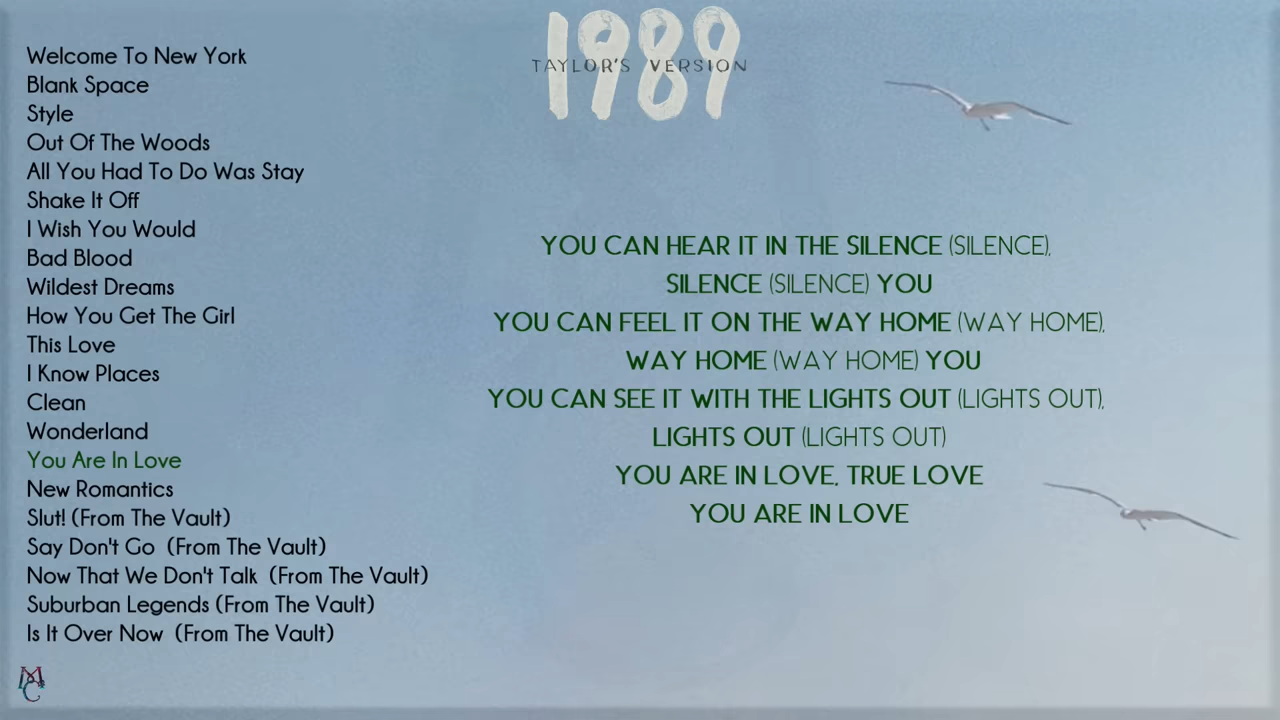 1989
TAYLOR'S VERSION
Welcome To New York
Blank Space
Style
Out Of The Woods
All You Had To Do Was Stay
Shake It Off
I Wish You Would
Bad Blood
Wildest Dreams
How You Get The Girl
This Love
I Know Places
Clean
Wonderland
You Are In Love
New Romantics
Slut! (From The Vault)
Say Don't Go (From The Vault)
Now That We Don't Talk (From The Vault)
Suburban Legends (From The Vault)
Is It Over Now (From The Vault)
YOU CAN HEAR IT IN THE SILENCE (SILENCE),
SILENCE (SILENCE) YOU
YOU CAN FEEL IT ON THE WAY HOME (WAY HOME),
WAY HOME (WAY HOME) YOU
YOU CAN SEE IT WITH THE LIGHTS OUT (LIGHTS OUT),
LIGHTS OUT (LIGHTS OUT)
YOU ARE IN LOVE, TRUE LOVE
YOU ARE IN LOVE
MC